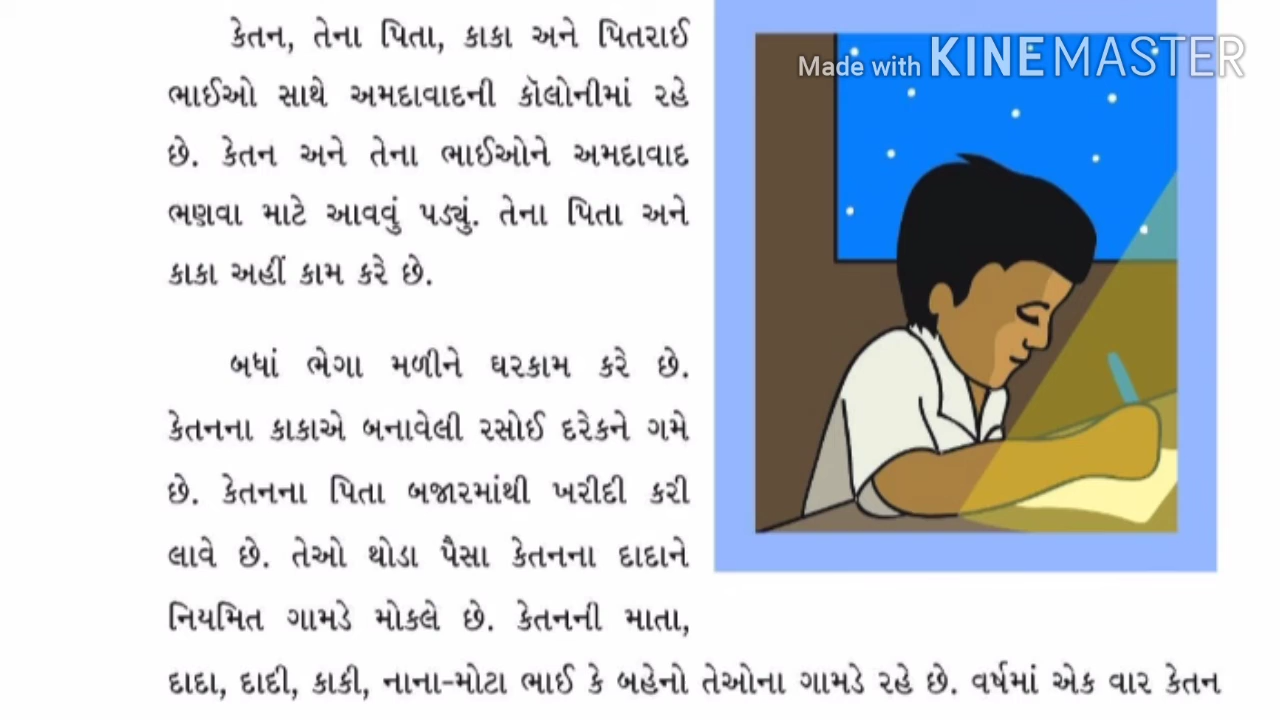 કેતન, તેના પિતા, કાકા અને પિતરાઈ
ભાઈઓ સાથે અમદાવાદની કૉલોનીમાં રહે
છે. કેતન અને તેના ભાઈઓને અમદાવાદ
ભણવા માટે આવવું પડ્યું. તેના પિતા અને
કાકા અહીં કામ કરે છે.
બધાં ભેગા મળીને ઘરકામ કરે છે.
કેતનના કાકાએ બનાવેલી રસોઈ દરેકને ગમે
છે. કેતનના પિતા બજારમાંથી ખરીદી કરી
લાવે છે. તેઓ થોડા પૈસા કેતનના દાદાને
નિયમિત ગામડે મોકલે છે. કેતનની માતા,
દાદા, દાદી, કાકી, નાના-મોટા ભાઈ કે બહેનો તેઓના ગામડે રહે છે. વર્ષમાં એક વાર કેતન
Made with KINEMASTER